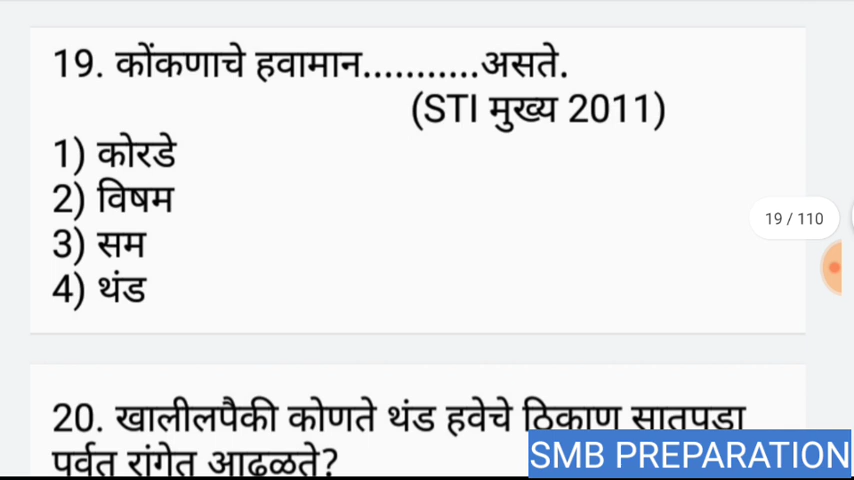 19. कोंकणाचे हवामान...........असते.
(STI मुख्य 2011)
1) कोरडे
2) विषम
3) सम
4) थंड
19 / 110
20. खालीलपैकी कोणते थंड हवेचे ठिकाण सातपुडा
पर्वत रांगेत आढळते?
SMB PREPARATION